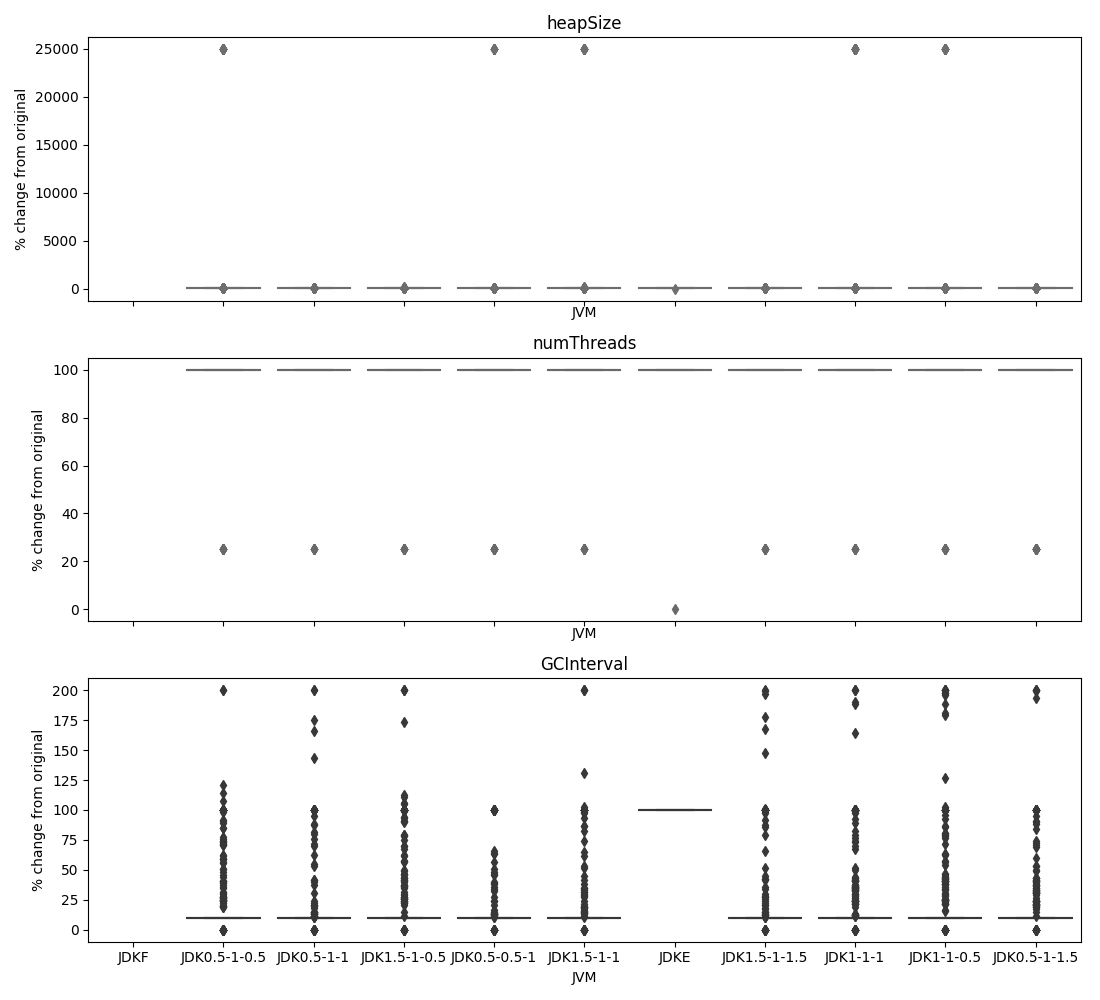 heapSize
25000
20000
15000
10000
5000
0
% change from original
JVM
numThreads
100
80
60
40
20
0
% change from original
JVM
GCInterval
200
175
150
125
100
75
50
25
0
% change from original
JDKF JDK0.5-1-0.5 JDK0.5-1-1 JDK1.5-1-0.5 JDK0.5-0.5-1 JDK1.5-1-1 JDKE JDK1.5-1-1.5 JDK1-1-1 JDK1-1-0.5 JDK0.5-1-1.5
JVM